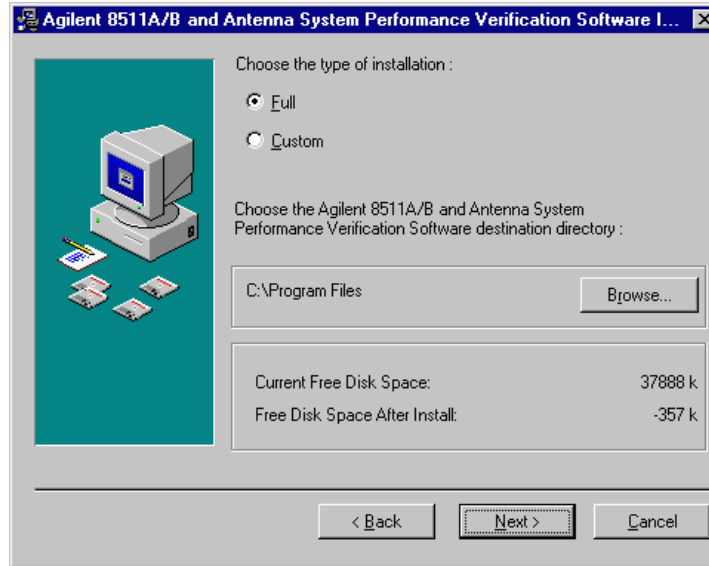 Agilent 8511A/B and Antenna System Performance Verification Software I...
Choose the type of installation :
Full
Custom
Choose the Agilent 8511A/B and Antenna System
Performance Verification Software destination directory :
C:\Program Files
Browse...
Current Free Disk Space: 37888 k
Free Disk Space After Install: -357 k
< Back
Next >
Cancel